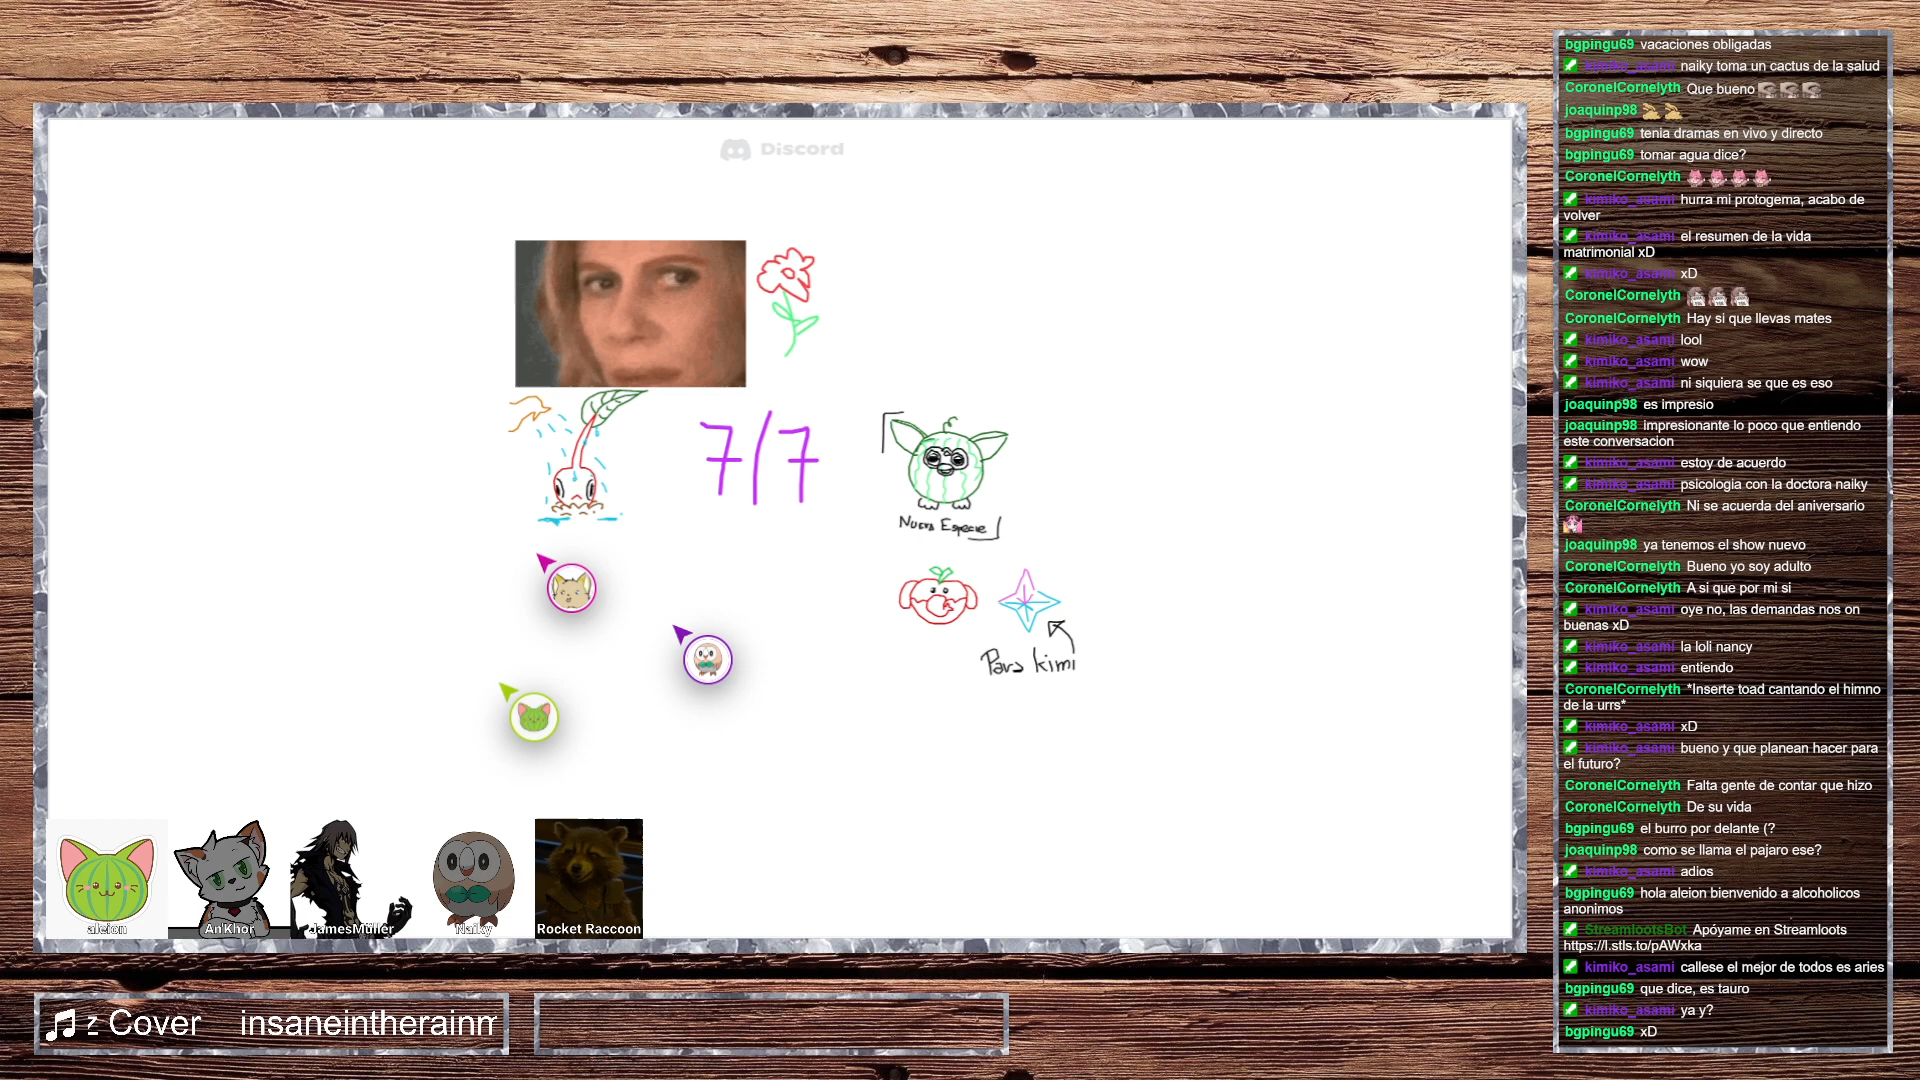 Discord
7/7
Nueva Especie!
Para kimi
aleion
An'Khor
JamesMüller
Naiky
Rocket Raccoon
z Cover insaneintherainm
bgpingu69 vacaciones obligadas
kimiko_asami naiky toma un cactus de la salud
CoronelCornelyth Que bueno
joaquinp98
bgpingu69 tenia dramas en vivo y directo
bgpingu69 tomar agua dice?
CoronelCornelyth
kimiko_asami hurra mi protogema, acabo de
volver
kimiko_asami el resumen de la vida
matrimonial xD
kimiko_asami xD
CoronelCornelyth
CoronelCornelyth Hay si que llevas mates
kimiko_asami lool
kimiko_asami wow
kimiko_asami ni siquiera se que es eso
joaquinp98 es impresio
joaquinp98 impresionante lo poco que entiendo
este conversacion
kimiko_asami estoy de acuerdo
kimiko_asami psicologia con la doctora naiky
CoronelCornelyth Ni se acuerda del aniversario
joaquinp98 ya tenemos el show nuevo
CoronelCornelyth Bueno yo soy adulto
CoronelCornelyth A si que por mi si
kimiko_asami oye no, las demandas nos on
buenas xD
kimiko_asami la loli nancy
kimiko_asami entiendo
CoronelCornelyth *Inserte toad cantando el himno
de la urrs*
kimiko_asami xD
kimiko_asami bueno y que planean hacer para
el futuro?
CoronelCornelyth Falta gente de contar que hizo
CoronelCornelyth De su vida
bgpingu69 el burro por delante (?
joaquinp98 como se llama el pajaro ese?
kimiko_asami adios
bgpingu69 hola aleion bienvenido a alcoholicos
anonimos
StreamlootsBot Apóyame en Streamloots
https://l.stls.to/pAWxka
kimiko_asami callese el mejor de todos es aries
bgpingu69 que dice, es tauro
kimiko_asami ya y?
bgpingu69 xD